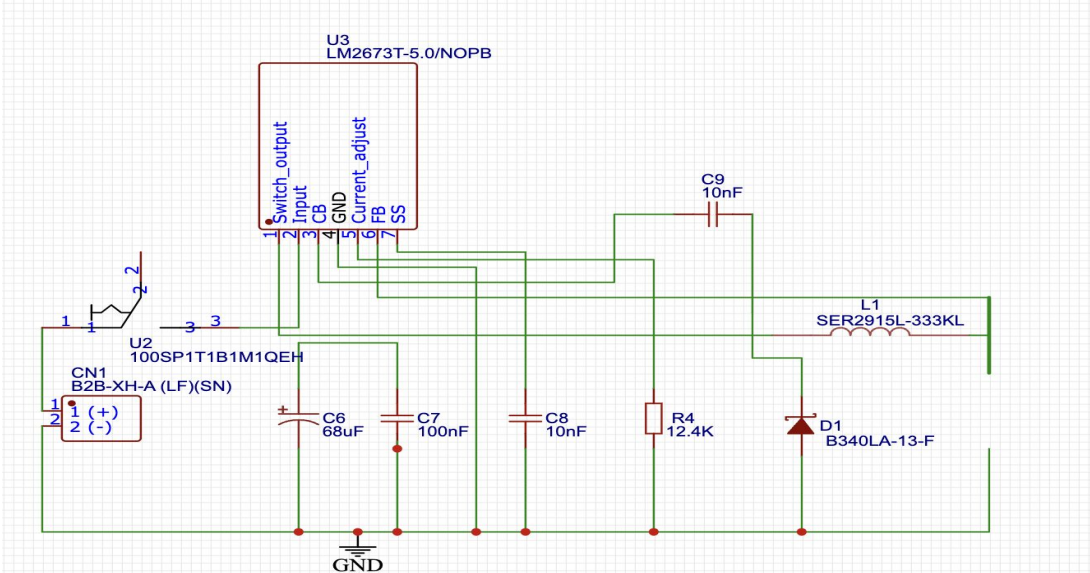 U3
LM2673T-5.0/NOPB
Switch_output
Input
CB
GND
Current_adjust
FB
SS
1
2
3
4
5
6
7
C9
10nF
2
2
1
1
3
3
U2
100SP1T1B1M1QEH
L1
SER2915L-333KL
CN1
B2B-XH-A (LF)(SN)
1
1 (+)
2
2 (-)
+
C6
68uF
C7
100nF
C8
10nF
R4
12.4K
D1
B340LA-13-F
GND